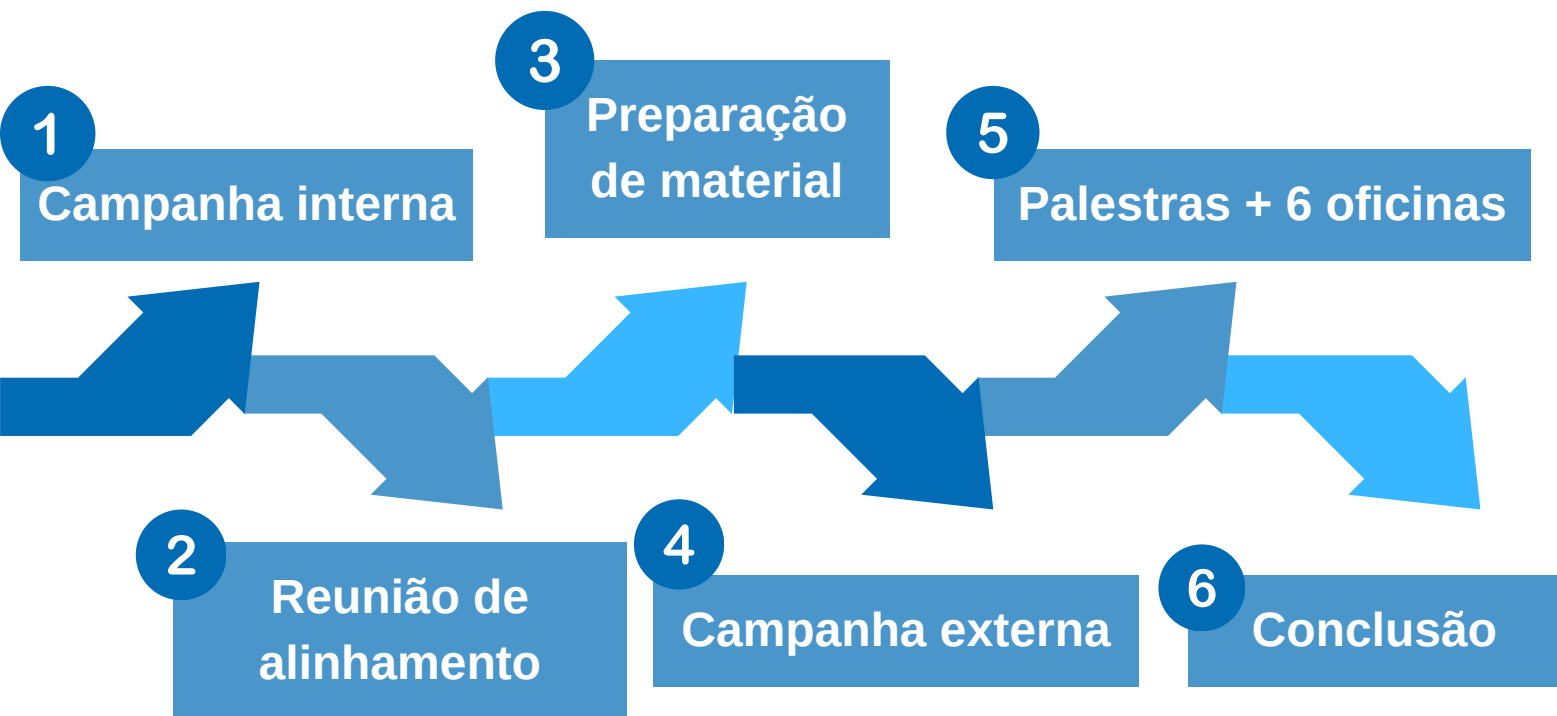 1
Campanha interna
2
Reunião de
alinhamento
3
Preparação
de material
4
Campanha externa
5
Palestras + 6 oficinas
6
Conclusão